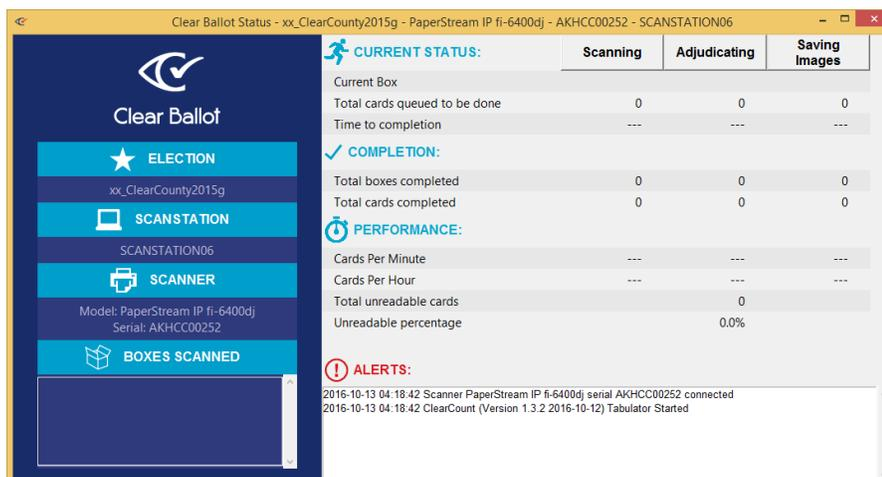 Clear Ballot Status - xx_ClearCounty2015g - PaperStream IP fi-6400dj - AKHCC00252 - SCANSTATION06
Clear Ballot
ELECTION
xx_ClearCounty2015g
SCANSTATION
SCANSTATION06
SCANNER
Model: PaperStream IP fi-6400dj
Serial: AKHCC00252
BOXES SCANNED
CURRENT STATUS: Scanning Adjudicating Saving
Images
Current Box
Total cards queued to be done 0 0 0
Time to completion --- --- ---
COMPLETION:
Total boxes completed 0 0 0
Total cards completed 0 0 0
PERFORMANCE:
Cards Per Minute --- --- ---
Cards Per Hour --- --- ---
Total unreadable cards 0
Unreadable percentage 0.0%
ALERTS:
2016-10-13 04:18:42 Scanner PaperStream IP fi-6400dj serial AKHCC00252 connected
2016-10-13 04:18:42 ClearCount (Version 1.3.2 2016-10-12) Tabulator Started